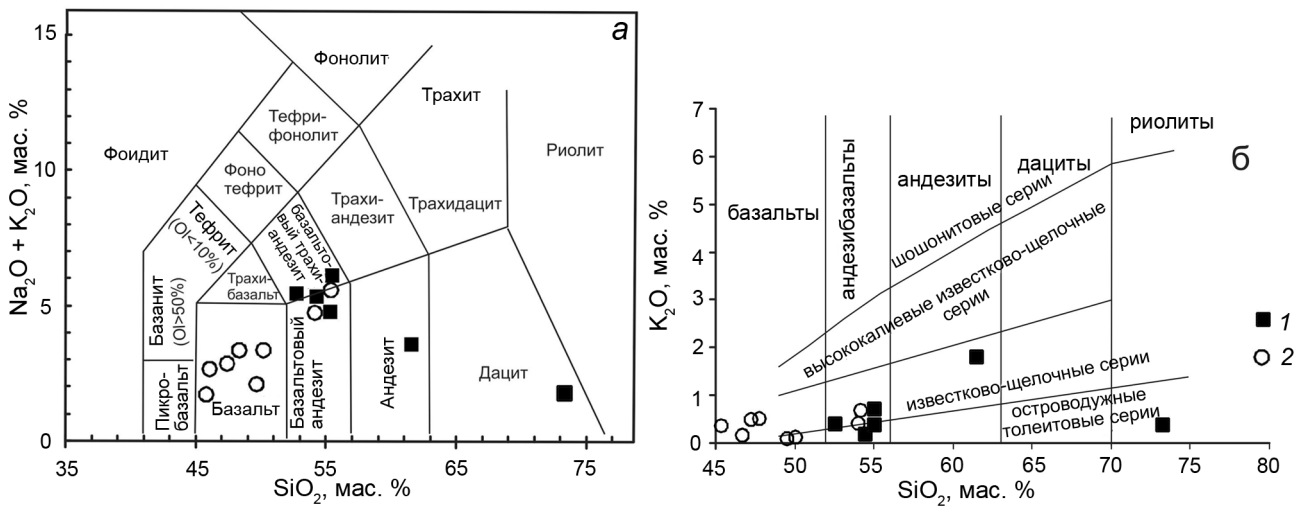 а
Na₂O + K₂O, мас. %
15
10
5
0
35
45
55
65
75
SiO₂, мас. %
Фонолит
Трахит
Тефри-
фонолит
Фоидит
Риолит
Фоно
тефрит
Трахи-
андезит
Трахидацит
Тефрит
(Ol<10%)
базальто-
вый трахи-
андезит
Трахи-
базальт
Базанит
(Ol>50%)
Пикро-
базальт
Базальт
Базальтовый
андезит
Андезит
Дацит
б
K₂O, мас. %
7
6
5
4
3
2
1
0
45
50
55
60
65
70
75
80
SiO₂, мас. %
базальты
андезибазальты
андезиты
дациты
риолиты
шошонитовые серии
высококалиевые известково-щелочные
серии
известково-щелочные серии
островодужные
толеитовые серии
1
2